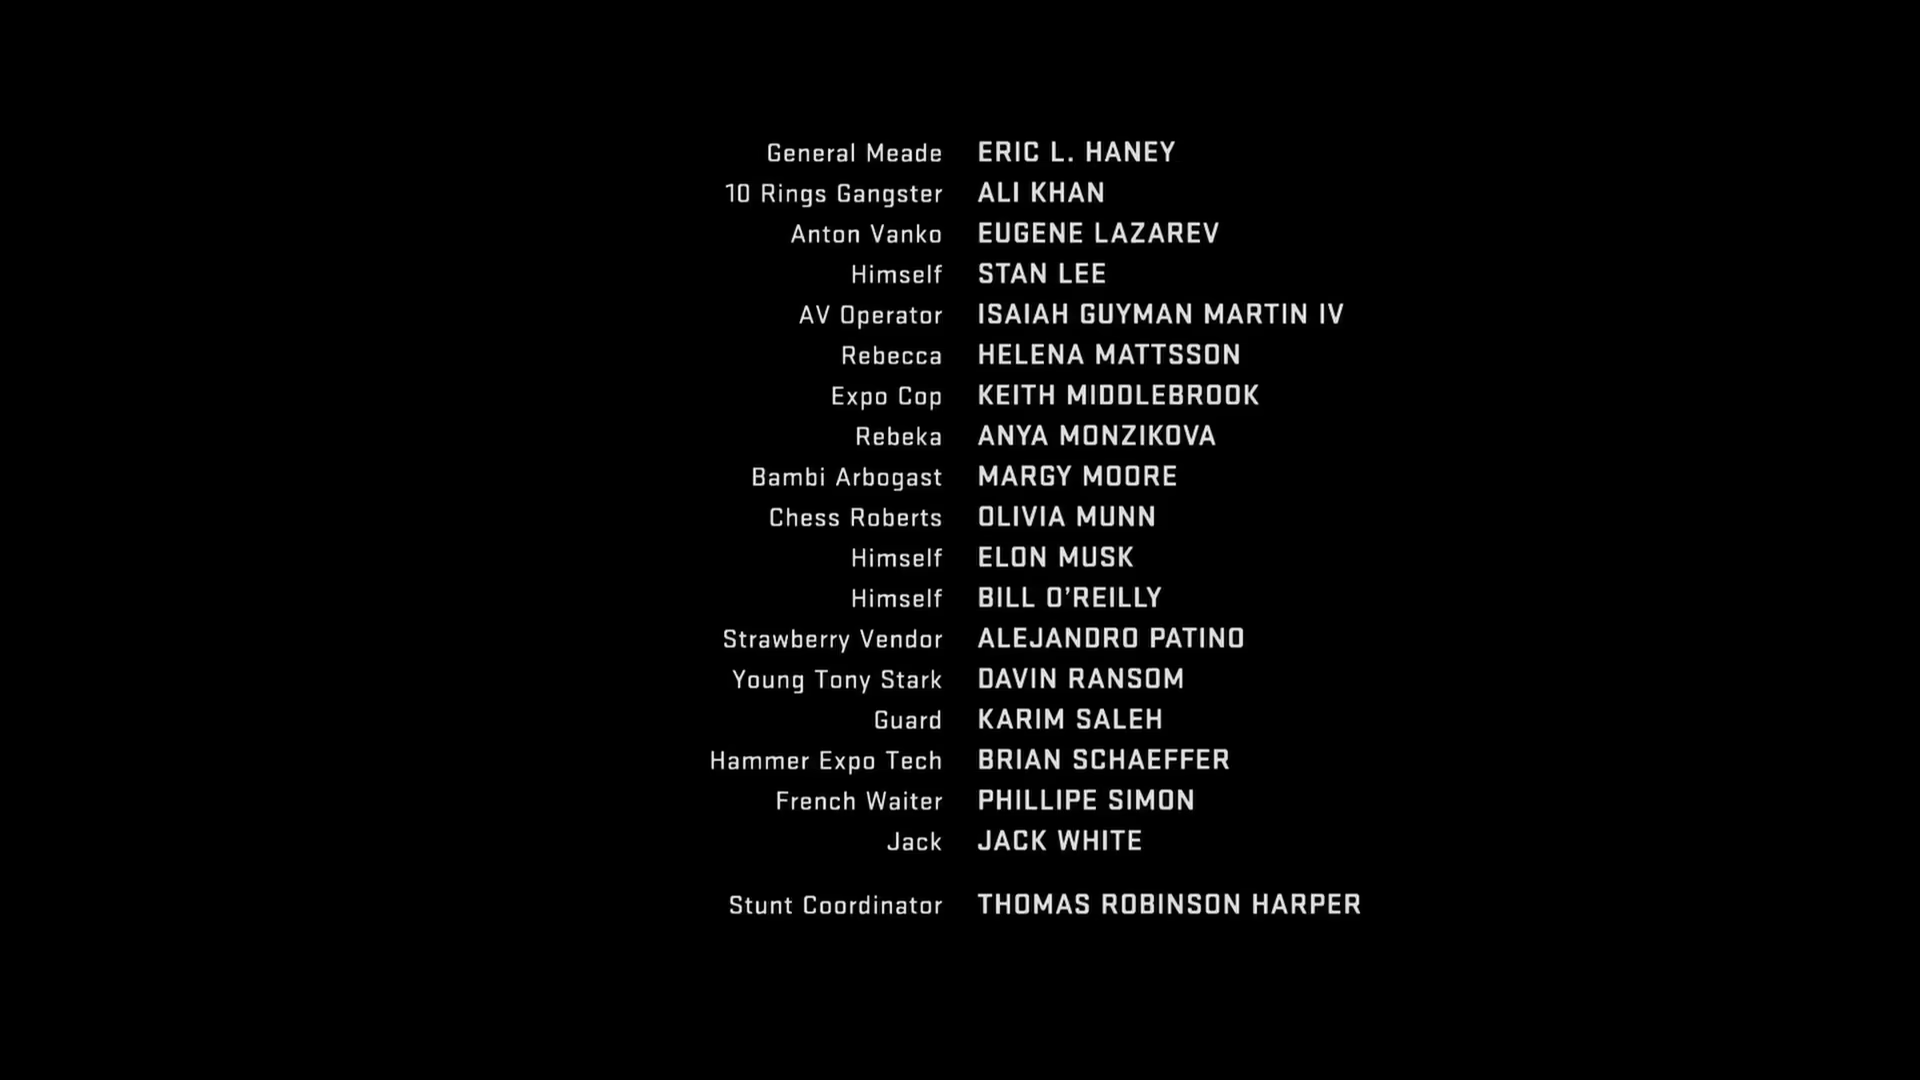 General Meade ERIC L. HANEY
10 Rings Gangster ALI KHAN
Anton Vanko EUGENE LAZAREV
Himself STAN LEE
AV Operator ISAIAH GUYMAN MARTIN IV
Rebecca HELENA MATTSSON
Expo Cop KEITH MIDDLEBROOK
Rebeka ANYA MONZIKOVA
Bambi Arbogast MARGY MOORE
Chess Roberts OLIVIA MUNN
Himself ELON MUSK
Himself BILL O’REILLY
Strawberry Vendor ALEJANDRO PATINO
Young Tony Stark DAVIN RANSOM
Guard KARIM SALEH
Hammer Expo Tech BRIAN SCHAEFFER
French Waiter PHILLIPE SIMON
Jack JACK WHITE
Stunt Coordinator THOMAS ROBINSON HARPER